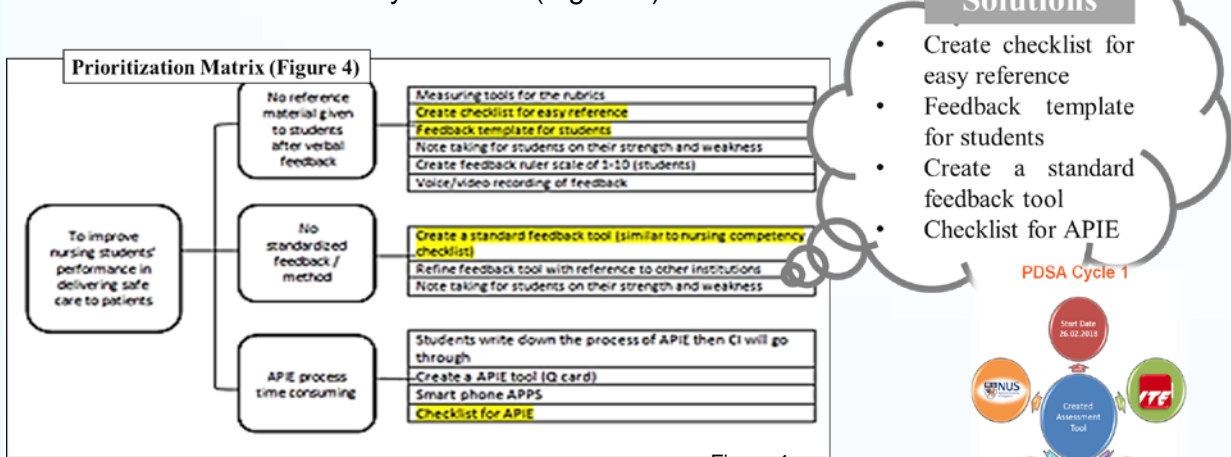 Prioritization Matrix (Figure 4)
No reference
material given
to students
after verbal
feedback
Measuring tools for the rubrics
Create checklist for easy reference
Feedback template for students
Note taking for students on their strength and weakness
Create feedback ruler scale of 1-10 (students)
Voice/video recording of feedback
To improve
nursing students'
performance in
delivering safe
care to patients
No
standardized
feedback /
method
Create a standard feedback tool (similar to nursing competency
checklist)
Refine feedback tool with reference to other institutions
Note taking for students on their strength and weakness
APIE process
time consuming
Students write down the process of APIE then CI will go
through
Create a APIE tool (Q card)
Smart phone APPS
Checklist for APIE
Solutions
• Create checklist for
easy reference
• Feedback template
for students
• Create a standard
feedback tool
• Checklist for APIE
PDSA Cycle 1
Start Date
26.02.2018
NUS
ITE
Created
Assessment
Tool